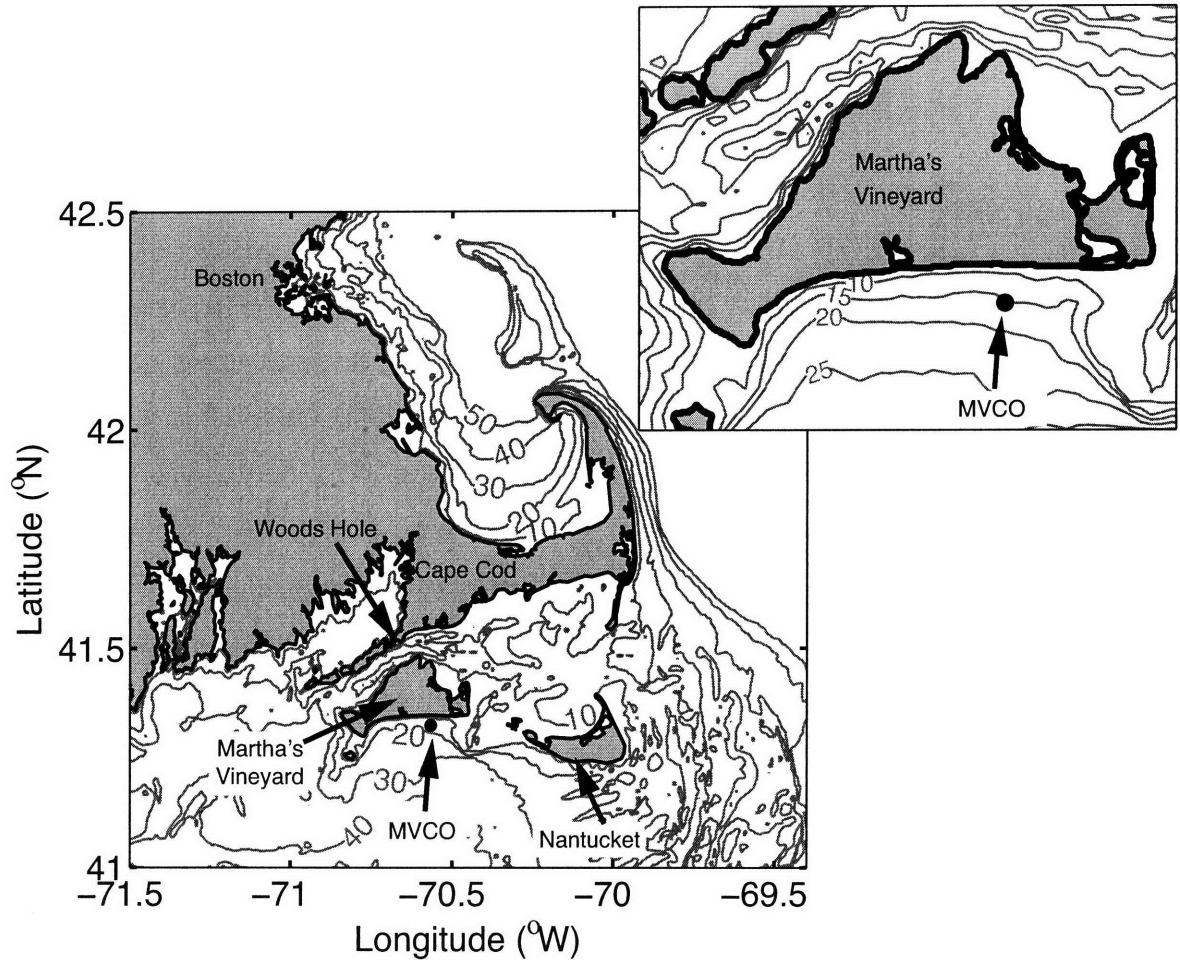 Martha's
Vineyard
10
15
20
25
MVCO
42.5
42
41.5
41
Latitude (°N)
Boston
50
40
30
20
10
Woods Hole
Cape Cod
10
20
30
40
Martha's
Vineyard
MVCO
Nantucket
−71.5
−71
−70.5
−70
−69.5
Longitude (°W)